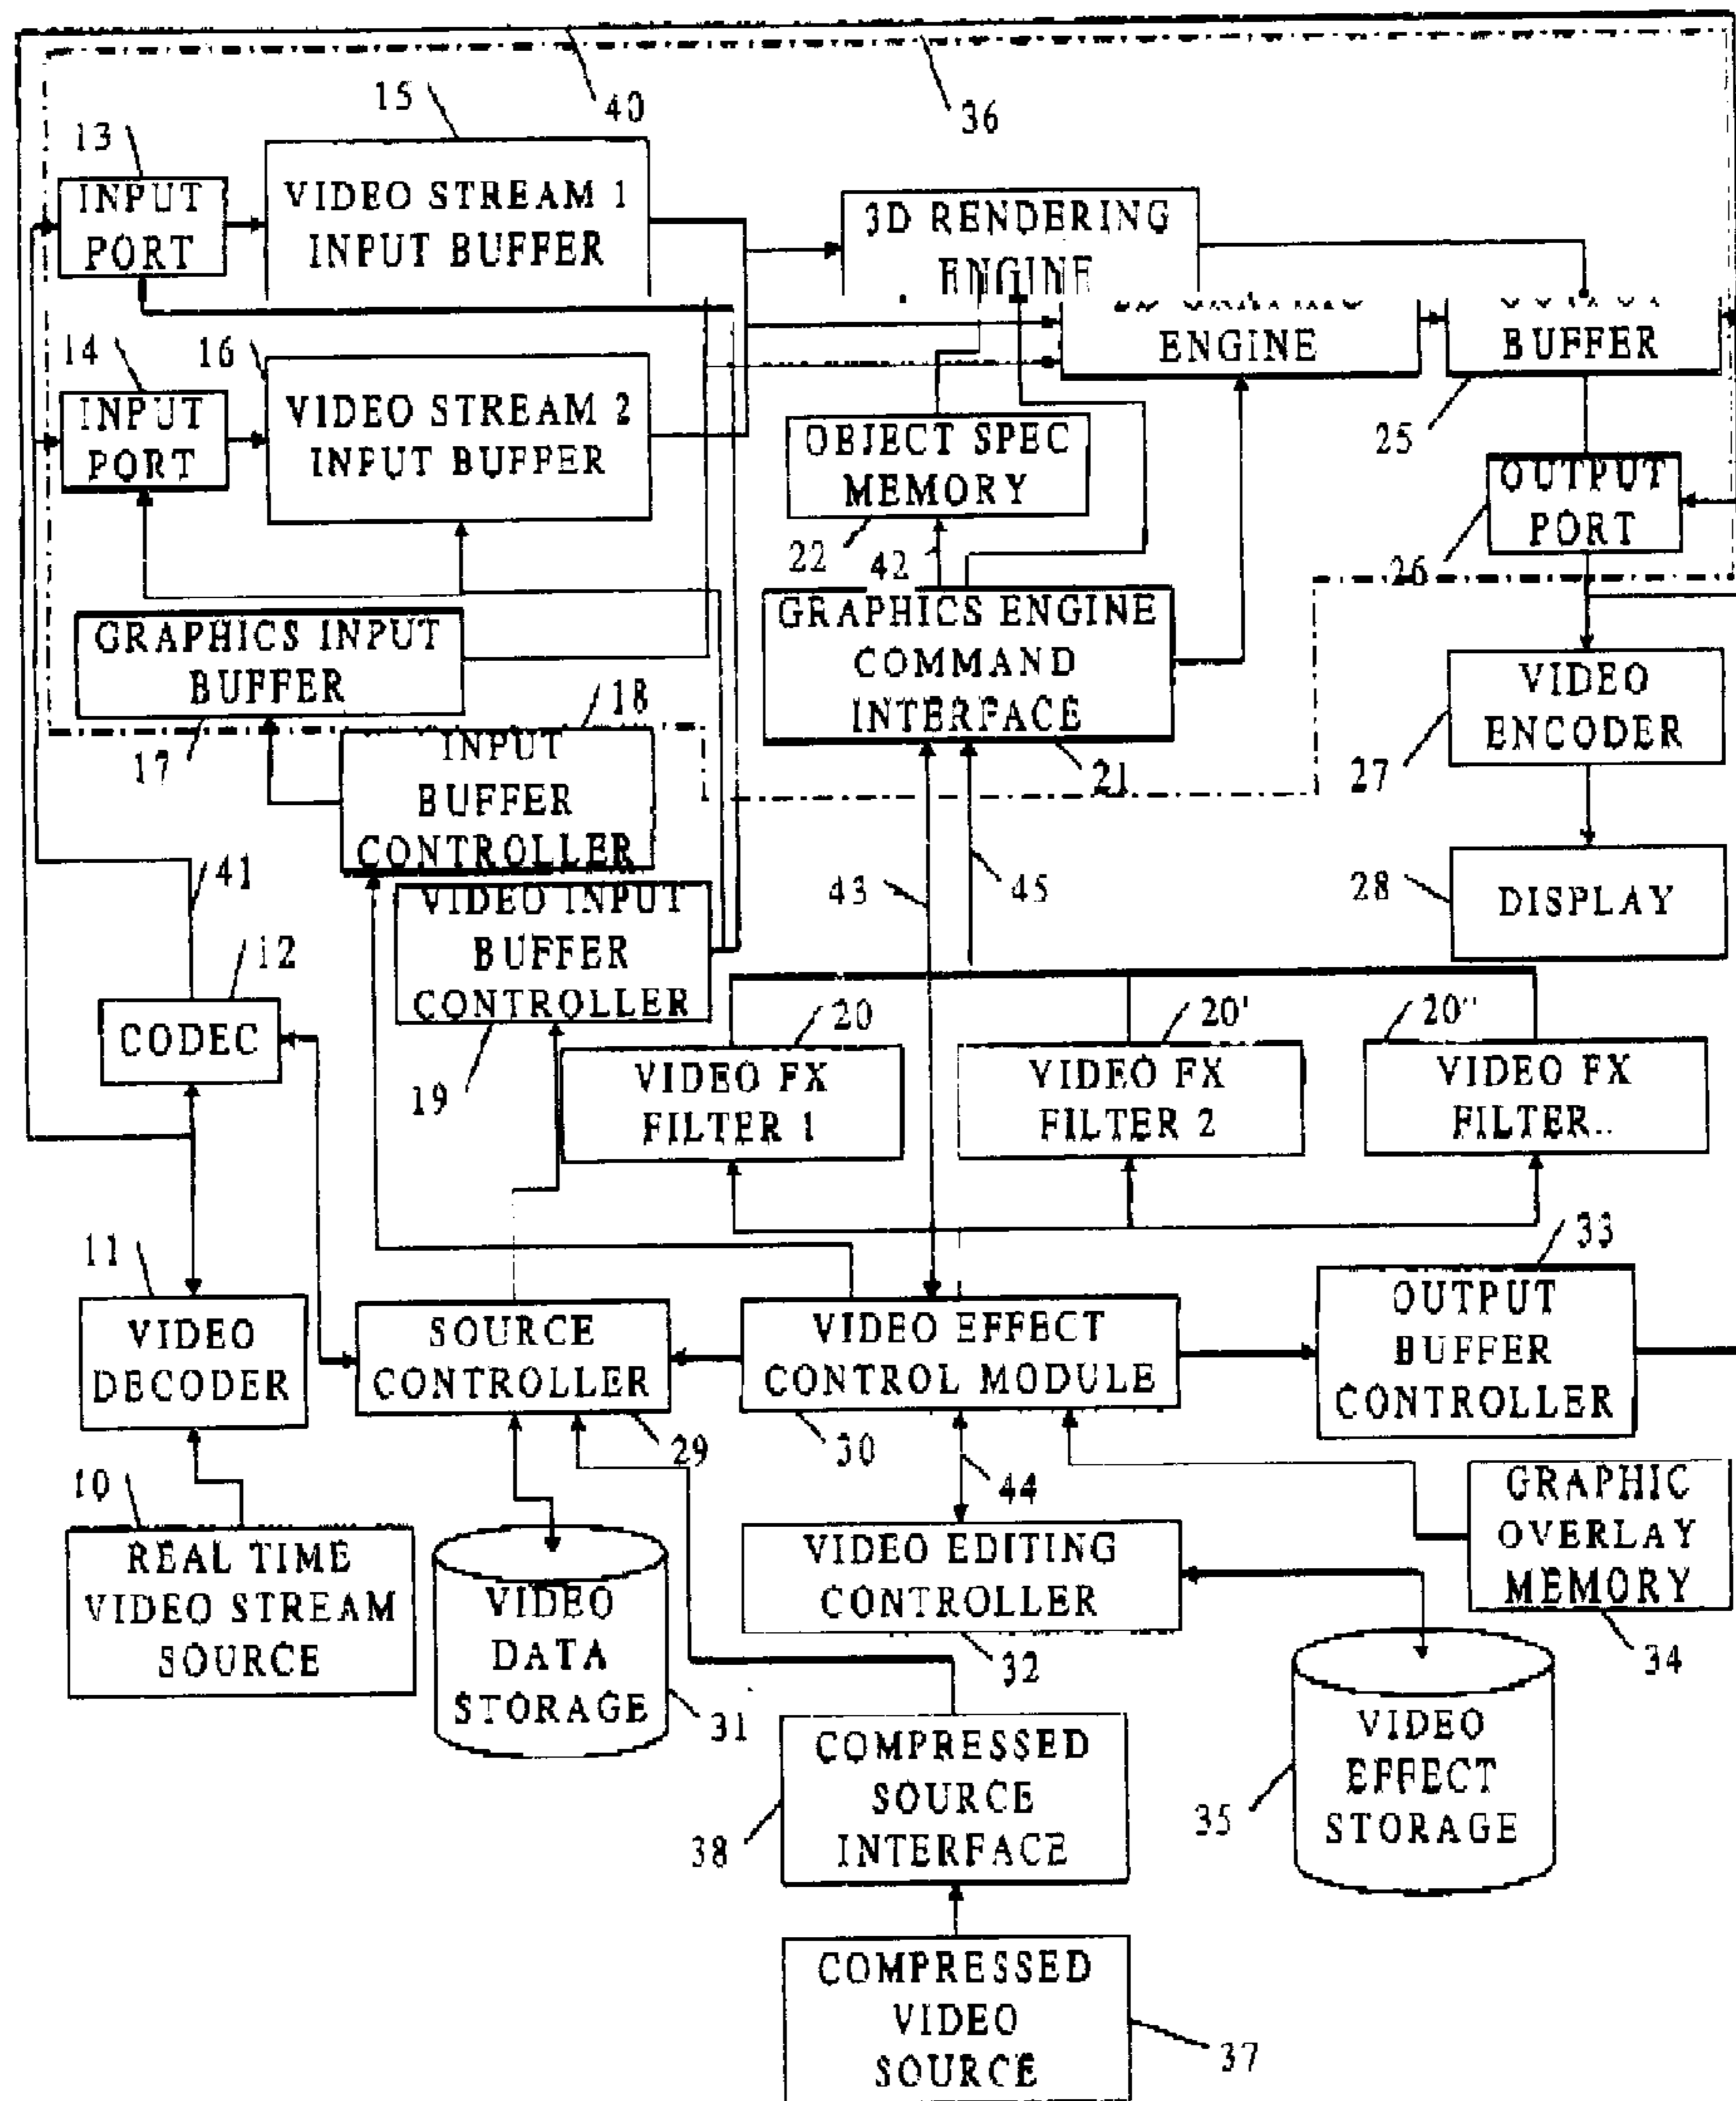 15
40
36
13
INPUT
PORT
VIDEO STREAM 1
INPUT BUFFER
3D RENDERING
ENGINE
14
16
ENGINE
BUFFER
INPUT
PORT
VIDEO STREAM 2
INPUT BUFFER
OBJECT SPEC
MEMORY
25
OUTPUT
PORT
22
42
26
GRAPHICS INPUT
BUFFER
GRAPHICS ENGINE
COMMAND
INTERFACE
VIDEO
ENCODER
17
18
INPUT
BUFFER
CONTROLLER
21
27
41
VIDEO INPUT
BUFFER
CONTROLLER
43
45
28
DISPLAY
12
CODEC
19
20
20'
20"
VIDEO FX
FILTER 1
VIDEO FX
FILTER 2
VIDEO FX
FILTER..
11
33
VIDEO
DECODER
SOURCE
CONTROLLER
VIDEO EFFECT
CONTROL MODULE
OUTPUT
BUFFER
CONTROLLER
29
30
44
10
REAL TIME
VIDEO STREAM
SOURCE
VIDEO
DATA
STORAGE
31
VIDEO EDITING
CONTROLLER
32
GRAPHIC
OVERLAY
MEMORY
34
COMPRESSED
SOURCE
INTERFACE
38
VIDEO
EFFECT
STORAGE
35
COMPRESSED
VIDEO
SOURCE
37